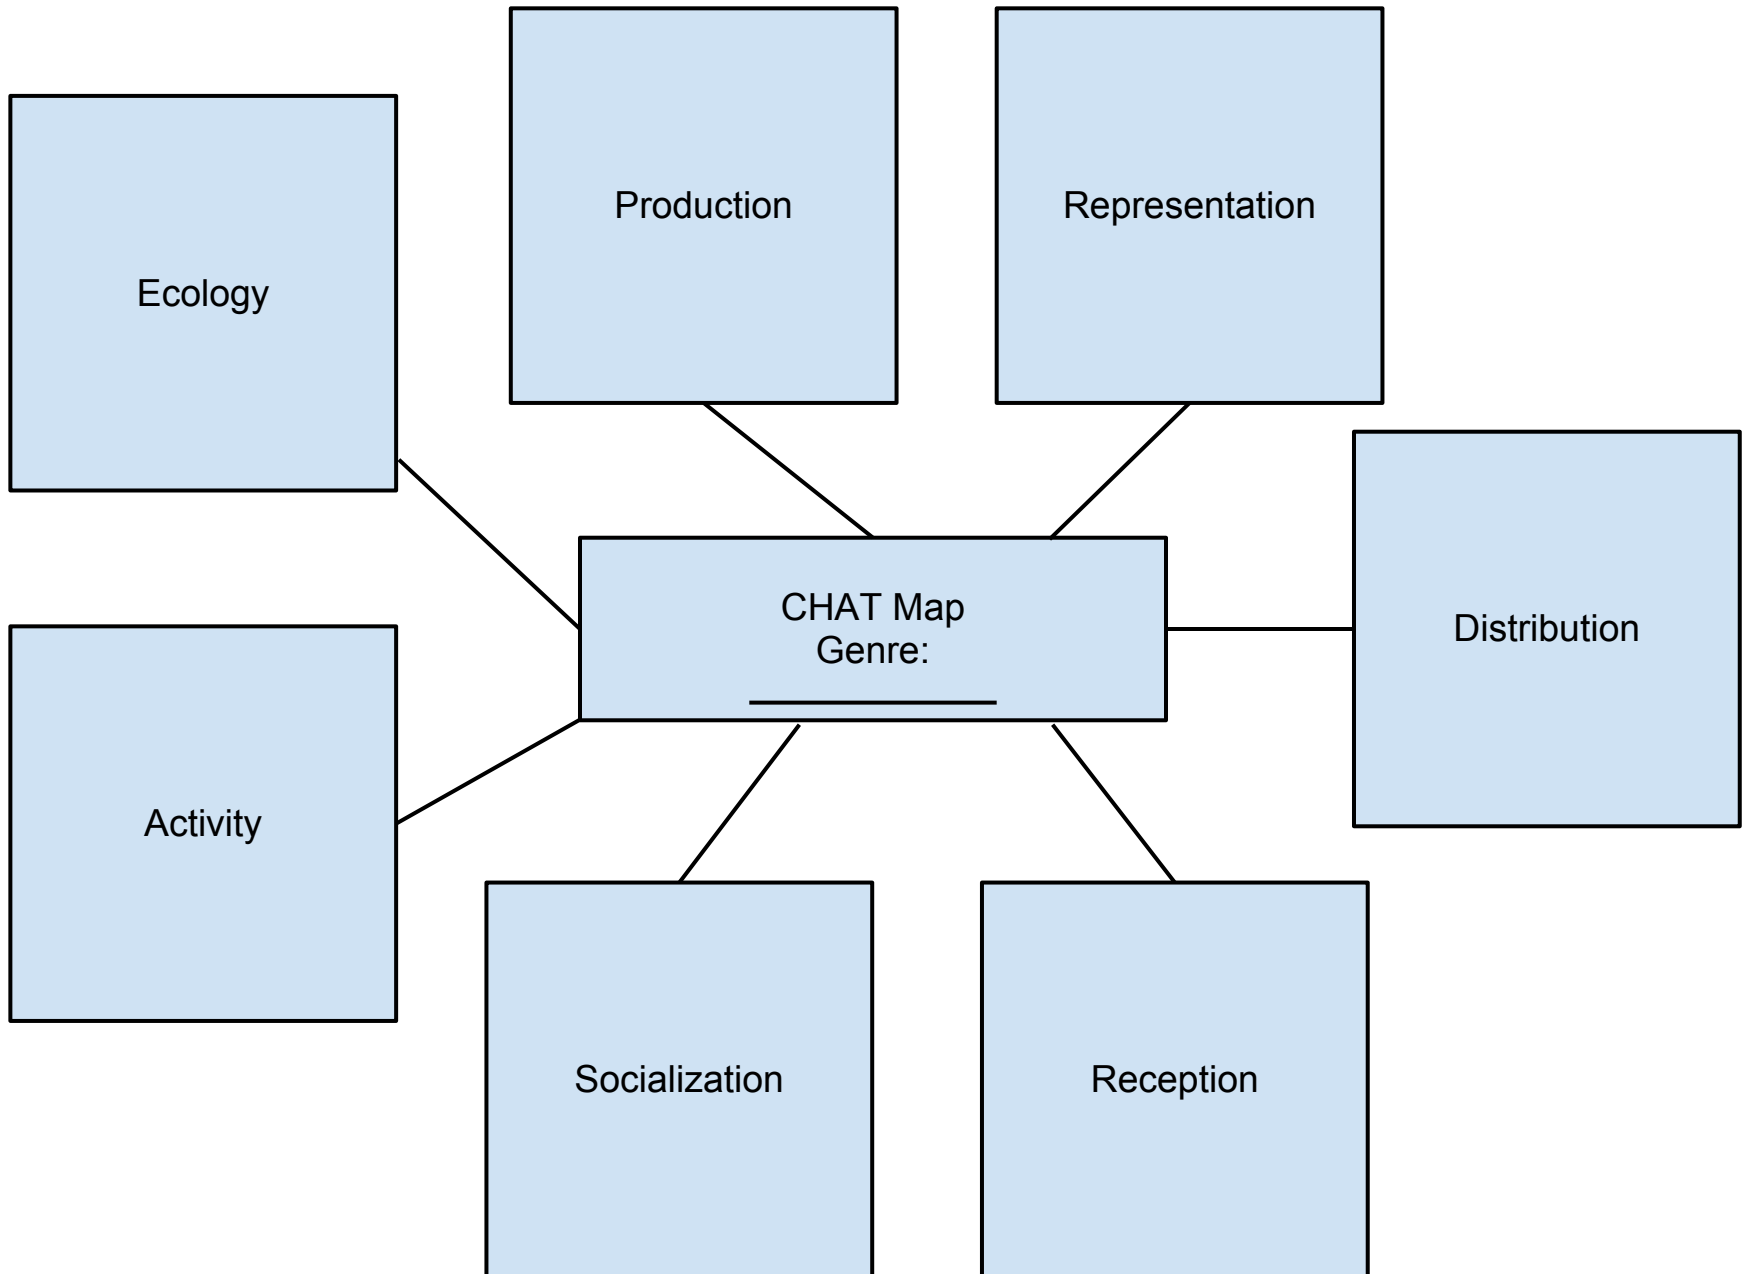 Production
Representation
Ecology
CHAT Map
Genre:
Distribution
Activity
Socialization
Reception